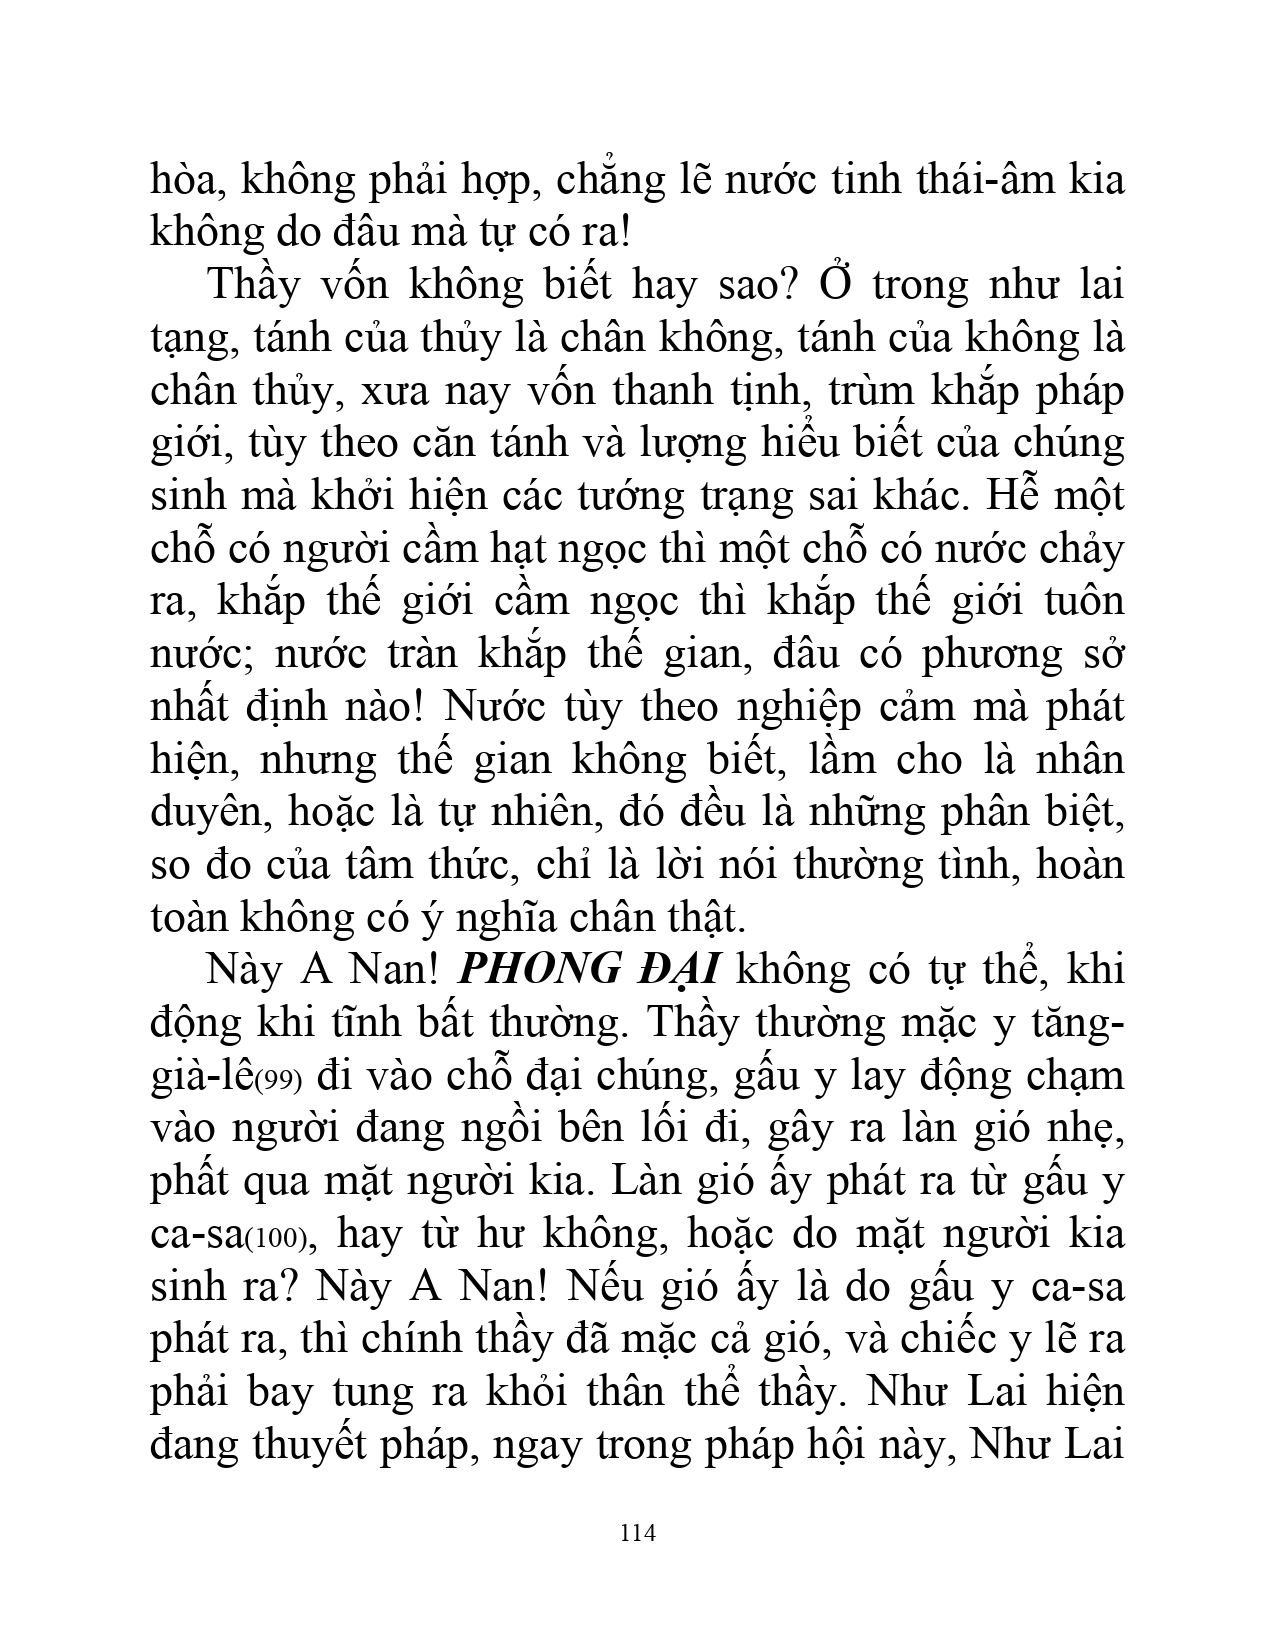 hòa, không phải hợp, chẳng lẽ nước tinh thái-âm kia
không do đâu mà tự có ra!
Thầy vốn không biết hay sao? Ở trong như lai
tạng, tánh của thủy là chân không, tánh của không là
chân thủy, xưa nay vốn thanh tịnh, trùm khắp pháp
giới, tùy theo căn tánh và lượng hiểu biết của chúng
sinh mà khởi hiện các tướng trạng sai khác. Hễ một
chỗ có người cầm hạt ngọc thì một chỗ có nước chảy
ra, khắp thế giới cầm ngọc thì khắp thế giới tuôn
nước; nước tràn khắp thế gian, đâu có phương sở
nhất định nào! Nước tùy theo nghiệp cảm mà phát
hiện, nhưng thế gian không biết, lầm cho là nhân
duyên, hoặc là tự nhiên, đó đều là những phân biệt,
so đo của tâm thức, chỉ là lời nói thường tình, hoàn
toàn không có ý nghĩa chân thật.
Này A Nan! PHONG ĐẠI không có tự thể, khi
động khi tĩnh bất thường. Thầy thường mặc y tăng-
già-lê(99) đi vào chỗ đại chúng, gấu y lay động chạm
vào người đang ngồi bên lối đi, gây ra làn gió nhẹ,
phất qua mặt người kia. Làn gió ấy phát ra từ gấu y
ca-sa(100), hay từ hư không, hoặc do mặt người kia
sinh ra? Này A Nan! Nếu gió ấy là do gấu y ca-sa
phát ra, thì chính thầy đã mặc cả gió, và chiếc y lẽ ra
phải bay tung ra khỏi thân thể thầy. Như Lai hiện
đang thuyết pháp, ngay trong pháp hội này, Như Lai
114